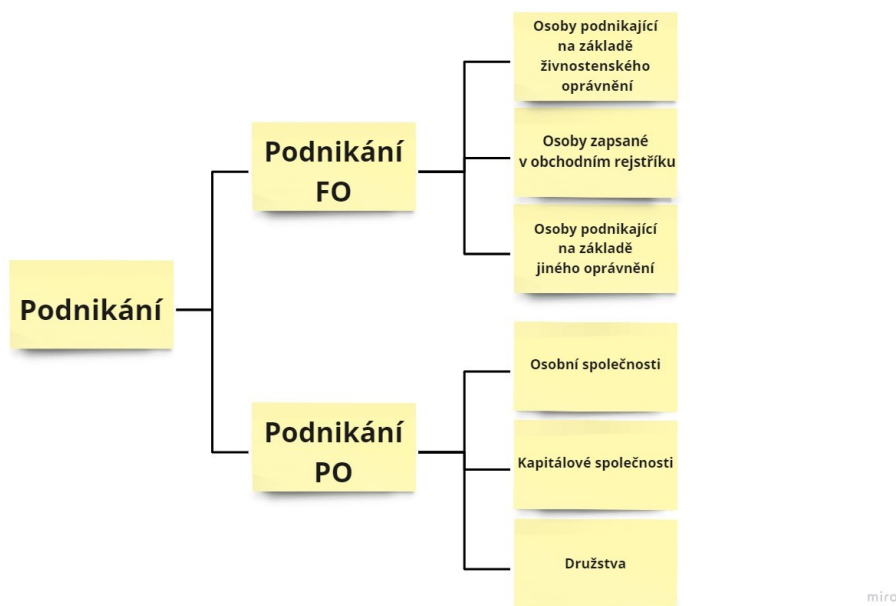 Osoby podnikající
na základě
živnostenského
oprávnění
Podnikání
FO
Osoby zapsané
v obchodním rejstříku
Osoby podnikající
na základě
jiného oprávnění
Podnikání
Osobní společnosti
Podnikání
PO
Kapitálové společnosti
Družstva
miro